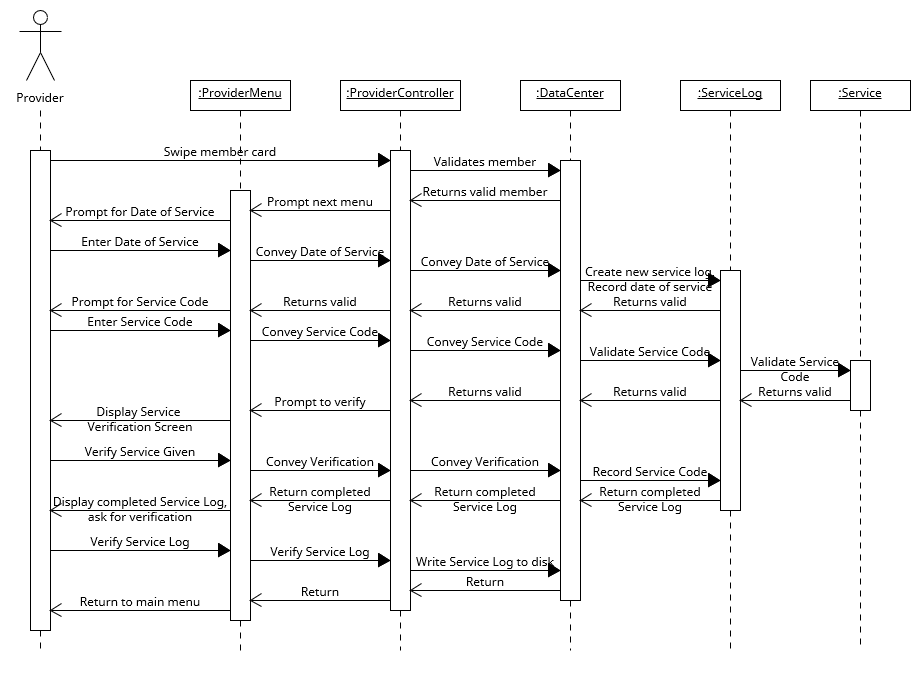 Provider
:ProviderMenu
:ProviderController
:DataCenter
:ServiceLog
:Service
Swipe member card
Validates member
Returns valid member
Prompt next menu
Prompt for Date of Service
Enter Date of Service
Convey Date of Service
Convey Date of Service
Create new service log
Record date of service
Prompt for Service Code
Returns valid
Returns valid
Returns valid
Enter Service Code
Convey Service Code
Convey Service Code
Validate Service Code
Validate Service
Code
Returns valid
Returns valid
Returns valid
Prompt to verify
Display Service
Verification Screen
Verify Service Given
Convey Verification
Convey Verification
Record Service Code
Return completed
Service Log
Return completed
Service Log
Return completed
Service Log
Display completed Service Log,
ask for verification
Verify Service Log
Verify Service Log
Write Service Log to disk
Return
Return
Return to main menu